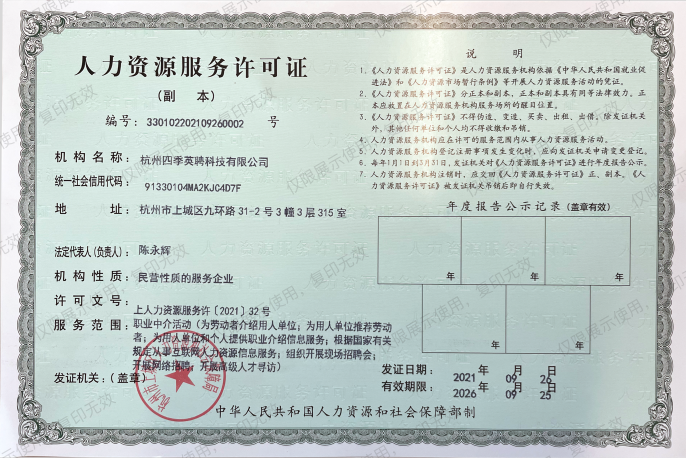 人力资源服务许可证
（副 本）
编号：330102202109260002 号
机构名称：杭州四季英聘科技有限公司
统一社会信用代码：91330104MA2KJC4D7F
地 址：杭州市上城区九环路31-2号3幢3层315室
法定代表人(负责人)：陈永辉
机构性质：民营性质的服务企业
许可文号：上人力资源服务许〔2021〕32号
服务范围：职业中介活动（为劳动者介绍用人单位；为用人单位推荐劳动
者；为用人单位和个人提供职业介绍信息服务；根据国家有关
规定从事互联网人力资源信息服务；组织开展现场招聘会；
开展网络招聘；开展高级人才寻访）
发证机关：（盖章）
说 明
1.《人力资源服务许可证》是人力资源服务机构依据《中华人民共和国就业促
进法》和《人力资源市场暂行条例》等开展人力资源服务活动的凭证。
2.《人力资源服务许可证》分正本和副本，正本和副本具有同等法律效力。正
本应放置在人力资源服务机构服务场所的醒目位置。
3.《人力资源服务许可证》不得伪造、变造、买卖、出租、出借，除发证机关
外，其他任何单位和个人均不得收缴和吊销。
4.人力资源服务机构应在许可的服务范围内从事人力资源服务活动。
5.人力资源服务机构登记注册事项发生变化时，应向发证机关申请变更登记。
6.每年1月1日到3月31日，发证机关对《人力资源服务许可证》进行年度报告公示。
7.人力资源服务机构注销时，应交回《人力资源服务许可证》正、副本。《人
力资源服务许可证》被发证机关吊销后即自行失效。
年度报告公示记录（盖章有效）
年 年 年
年 年
发证日期：2021 年 09 月 26 日
有效期限：2026 年 09 月 25 日
中华人民共和国人力资源和社会保障部制
仅限展示使用，复印无效